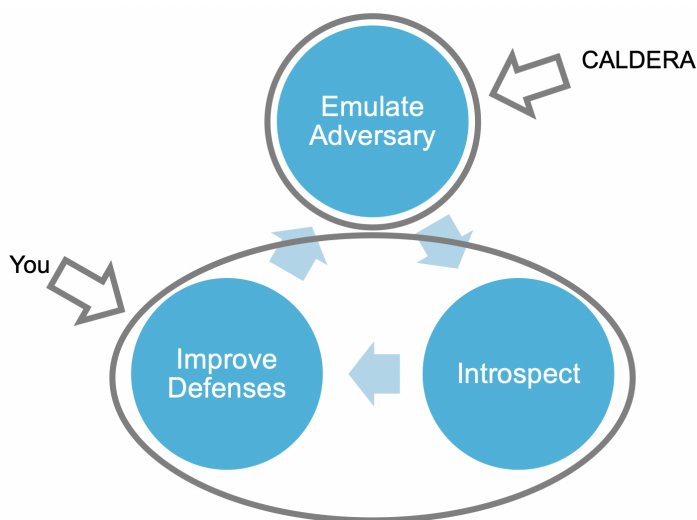 CALDERA
Emulate
Adversary
You
Improve
Defenses
Introspect